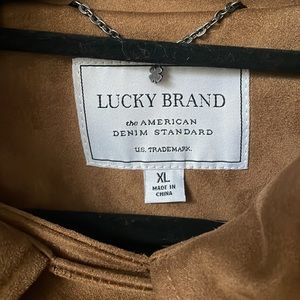 LUCKY BRAND
the AMERICAN
DENIM STANDARD
U.S. TRADEMARK.
XL
MADE IN
CHINA